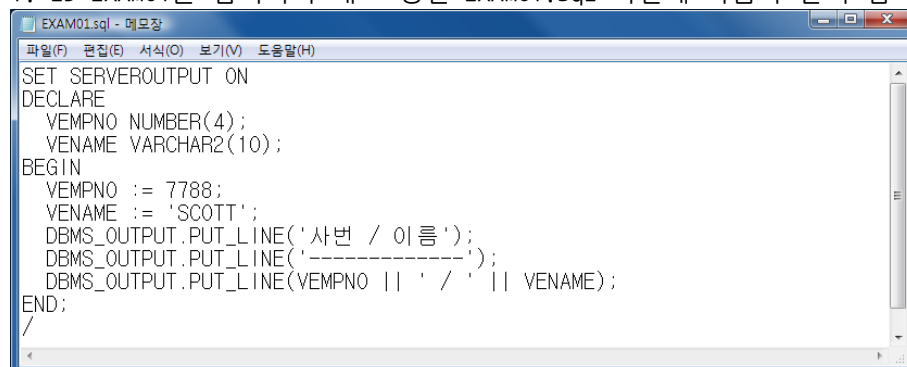 EXAM01.sql - 메모장
파일(F) 편집(E) 서식(O) 보기(V) 도움말(H)
SET SERVEROUTPUT ON
DECLARE
  VEMPNO NUMBER(4);
  VENAME VARCHAR2(10);
BEGIN
  VEMPNO := 7788;
  VENAME := 'SCOTT';
  DBMS_OUTPUT.PUT_LINE('사번 / 이름');
  DBMS_OUTPUT.PUT_LINE('-------------');
  DBMS_OUTPUT.PUT_LINE(VEMPNO || ' / ' || VENAME);
END;
/